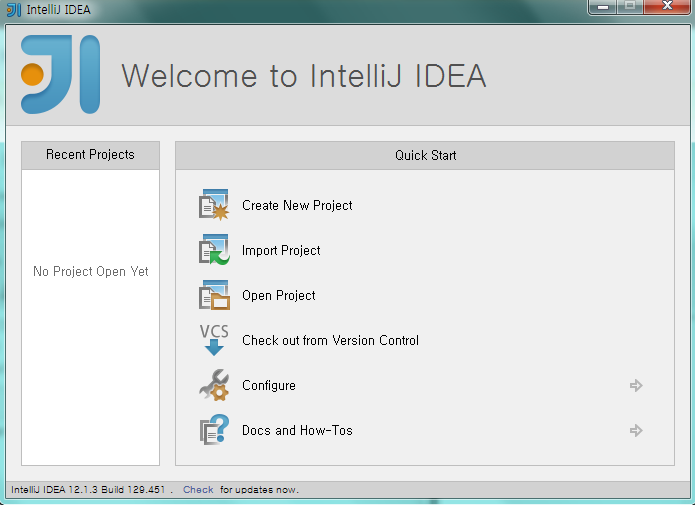 IntelliJ IDEA
Welcome to IntelliJ IDEA
Recent Projects
No Project Open Yet
Quick Start
Create New Project
Import Project
Open Project
VCS
Check out from Version Control
Configure
Docs and How-Tos
IntelliJ IDEA 12.1.3 Build 129.451 . Check for updates now.